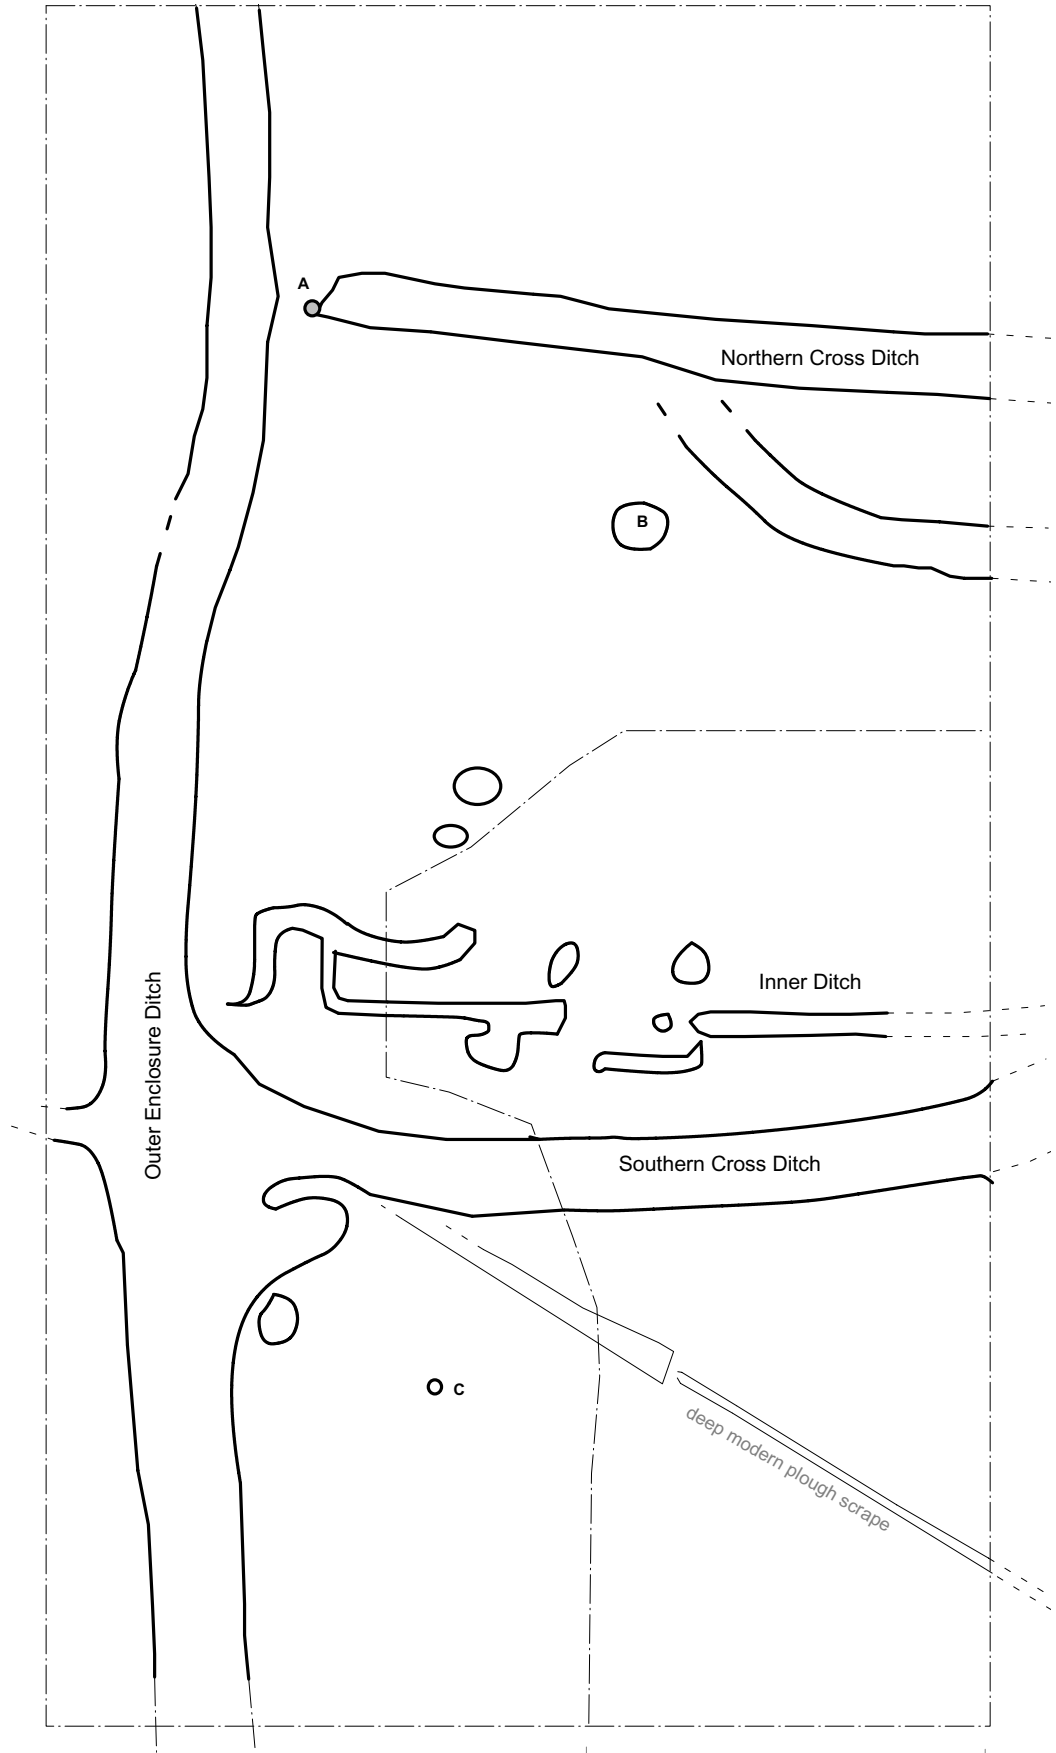 A
Northern Cross Ditch
B
Inner Ditch
Outer Enclosure Ditch
Southern Cross Ditch
C
deep modern plough scrape